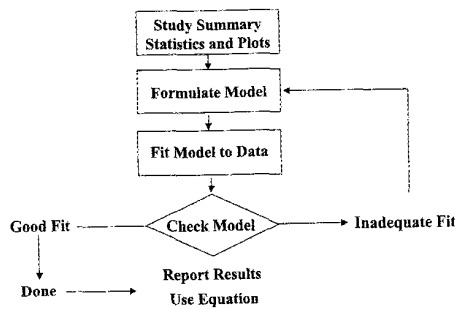 Study Summary
Statistics and Plots
Formulate Model
Fit Model to Data
Good Fit
Check Model
Inadequate Fit
Done
Report Results
Use Equation